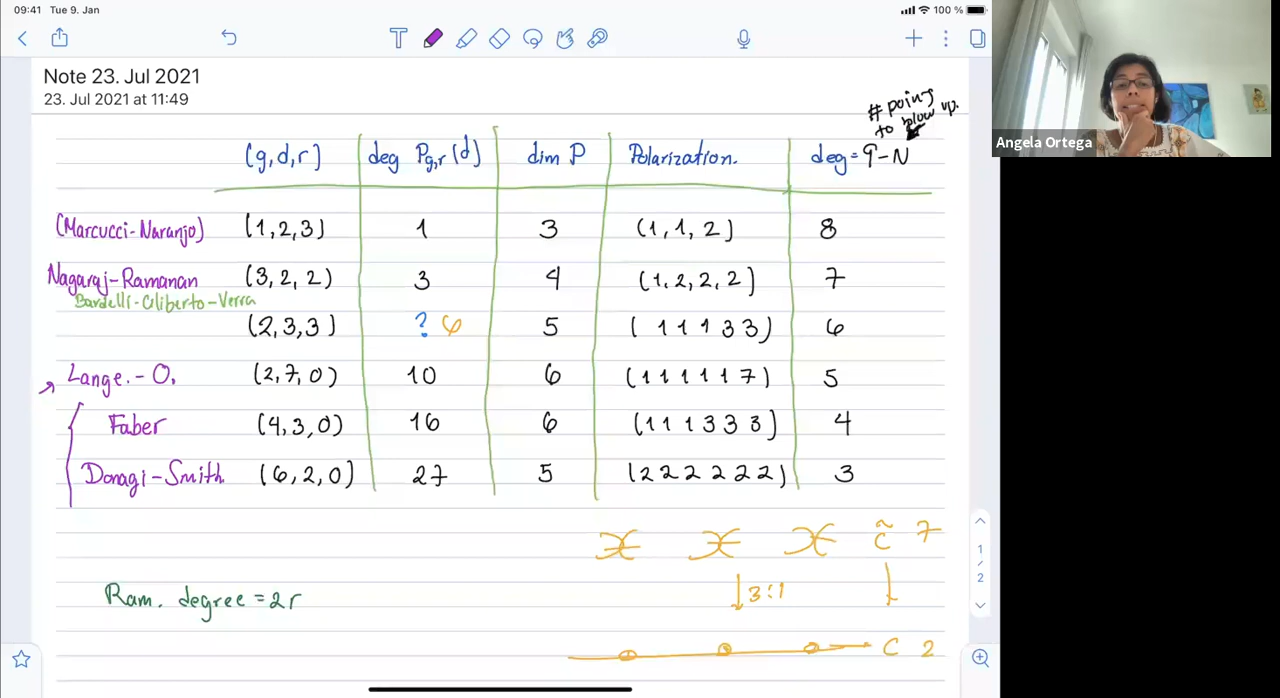 09:41 Tue 9. Jan
100 %
Note 23. Jul 2021
23. Jul 2021 at 11:49
# points to blow up.
(g,d,r) deg Pg,r(d) dim P Polarization. deg = 9-N
(Marcucci-Naranjo) (1,2,3) 1 3 (1,1,2) 8
Nagaraj-Ramanan (3,2,2) 3 4 (1,2,2,2) 7
Bardelli-Ciliberto-Verra
(2,3,3) ? 6 5 (1 1 1 3 3) 6
Lange.-O. (2,7,0) 10 6 (1 1 1 1 1 7) 5
Faber (4,3,0) 16 6 (1 1 1 3 3 3) 4
Donagi-Smith (6,2,0) 27 5 (2 2 2 2 2 2) 3
C̃ 7
Ram. degree = 2r 3:1
C 2
1
/
2
Angela Ortega